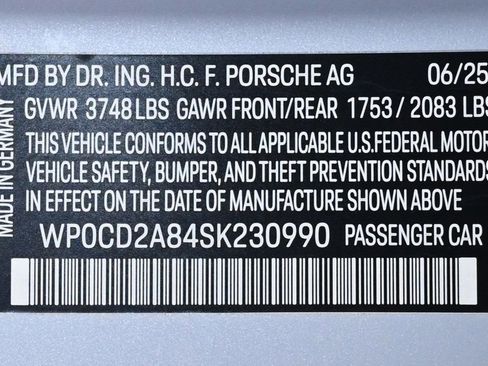 MFD BY DR. ING. H.C. F. PORSCHE AG 06/25
GVWR 3748 LBS GAWR FRONT/REAR 1753 / 2083 LBS
THIS VEHICLE CONFORMS TO ALL APPLICABLE U.S. FEDERAL MOTOR
VEHICLE SAFETY, BUMPER, AND THEFT PREVENTION STANDARDS
IN EFFECT ON THE DATE OF MANUFACTURE SHOWN ABOVE
WP0CD2A84SK230990 PASSENGER CAR
MADE IN GERMANY